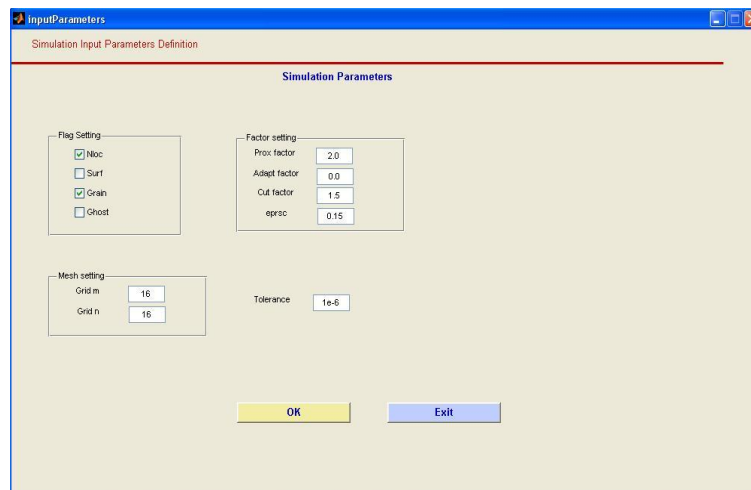 inputParameters
Simulation Input Parameters Definition
Simulation Parameters
Flag Setting
Nloc
Surf
Grain
Ghost
Factor setting
Prox factor 2.0
Adapt factor 0.0
Cut factor 1.5
eprsc 0.15
Mesh setting
Grid m 16
Grid n 16
Tolerance 1e-6
OK Exit